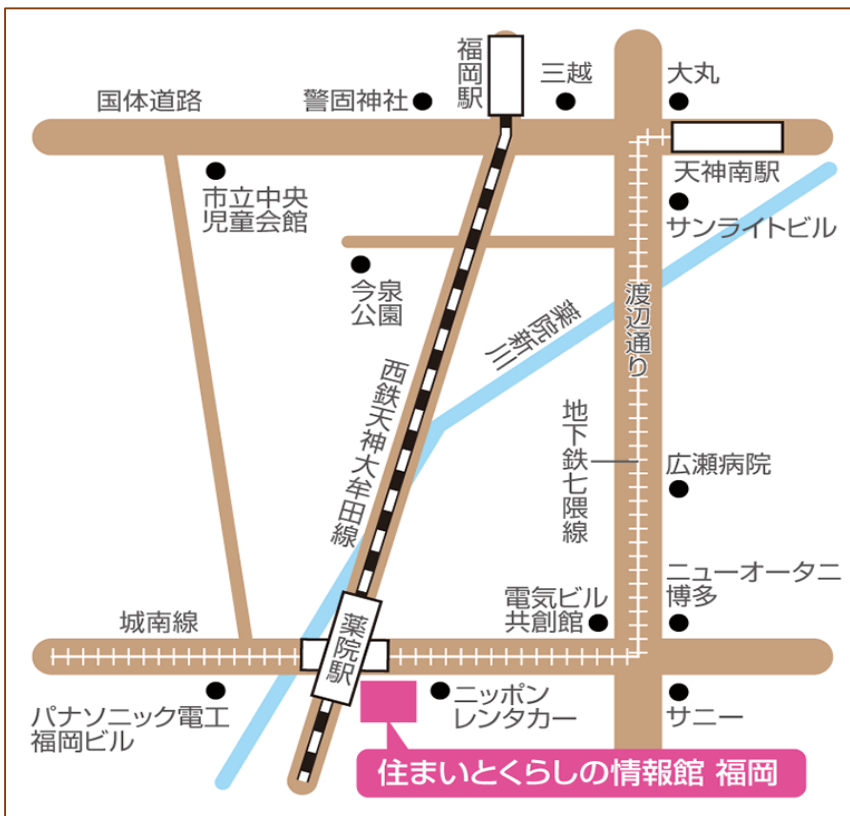 福岡駅
三越
大丸
国体道路
警固神社
天神南駅
市立中央
児童会館
サンライトビル
今泉
公園
薬院新川
渡辺通り
西鉄天神大牟田線
地下鉄七隈線
広瀬病院
ニューオータニ
博多
電気ビル
共創館
城南線
薬院駅
パナソニック電工
福岡ビル
ニッポン
レンタカー
サニー
住まいとくらしの情報館 福岡